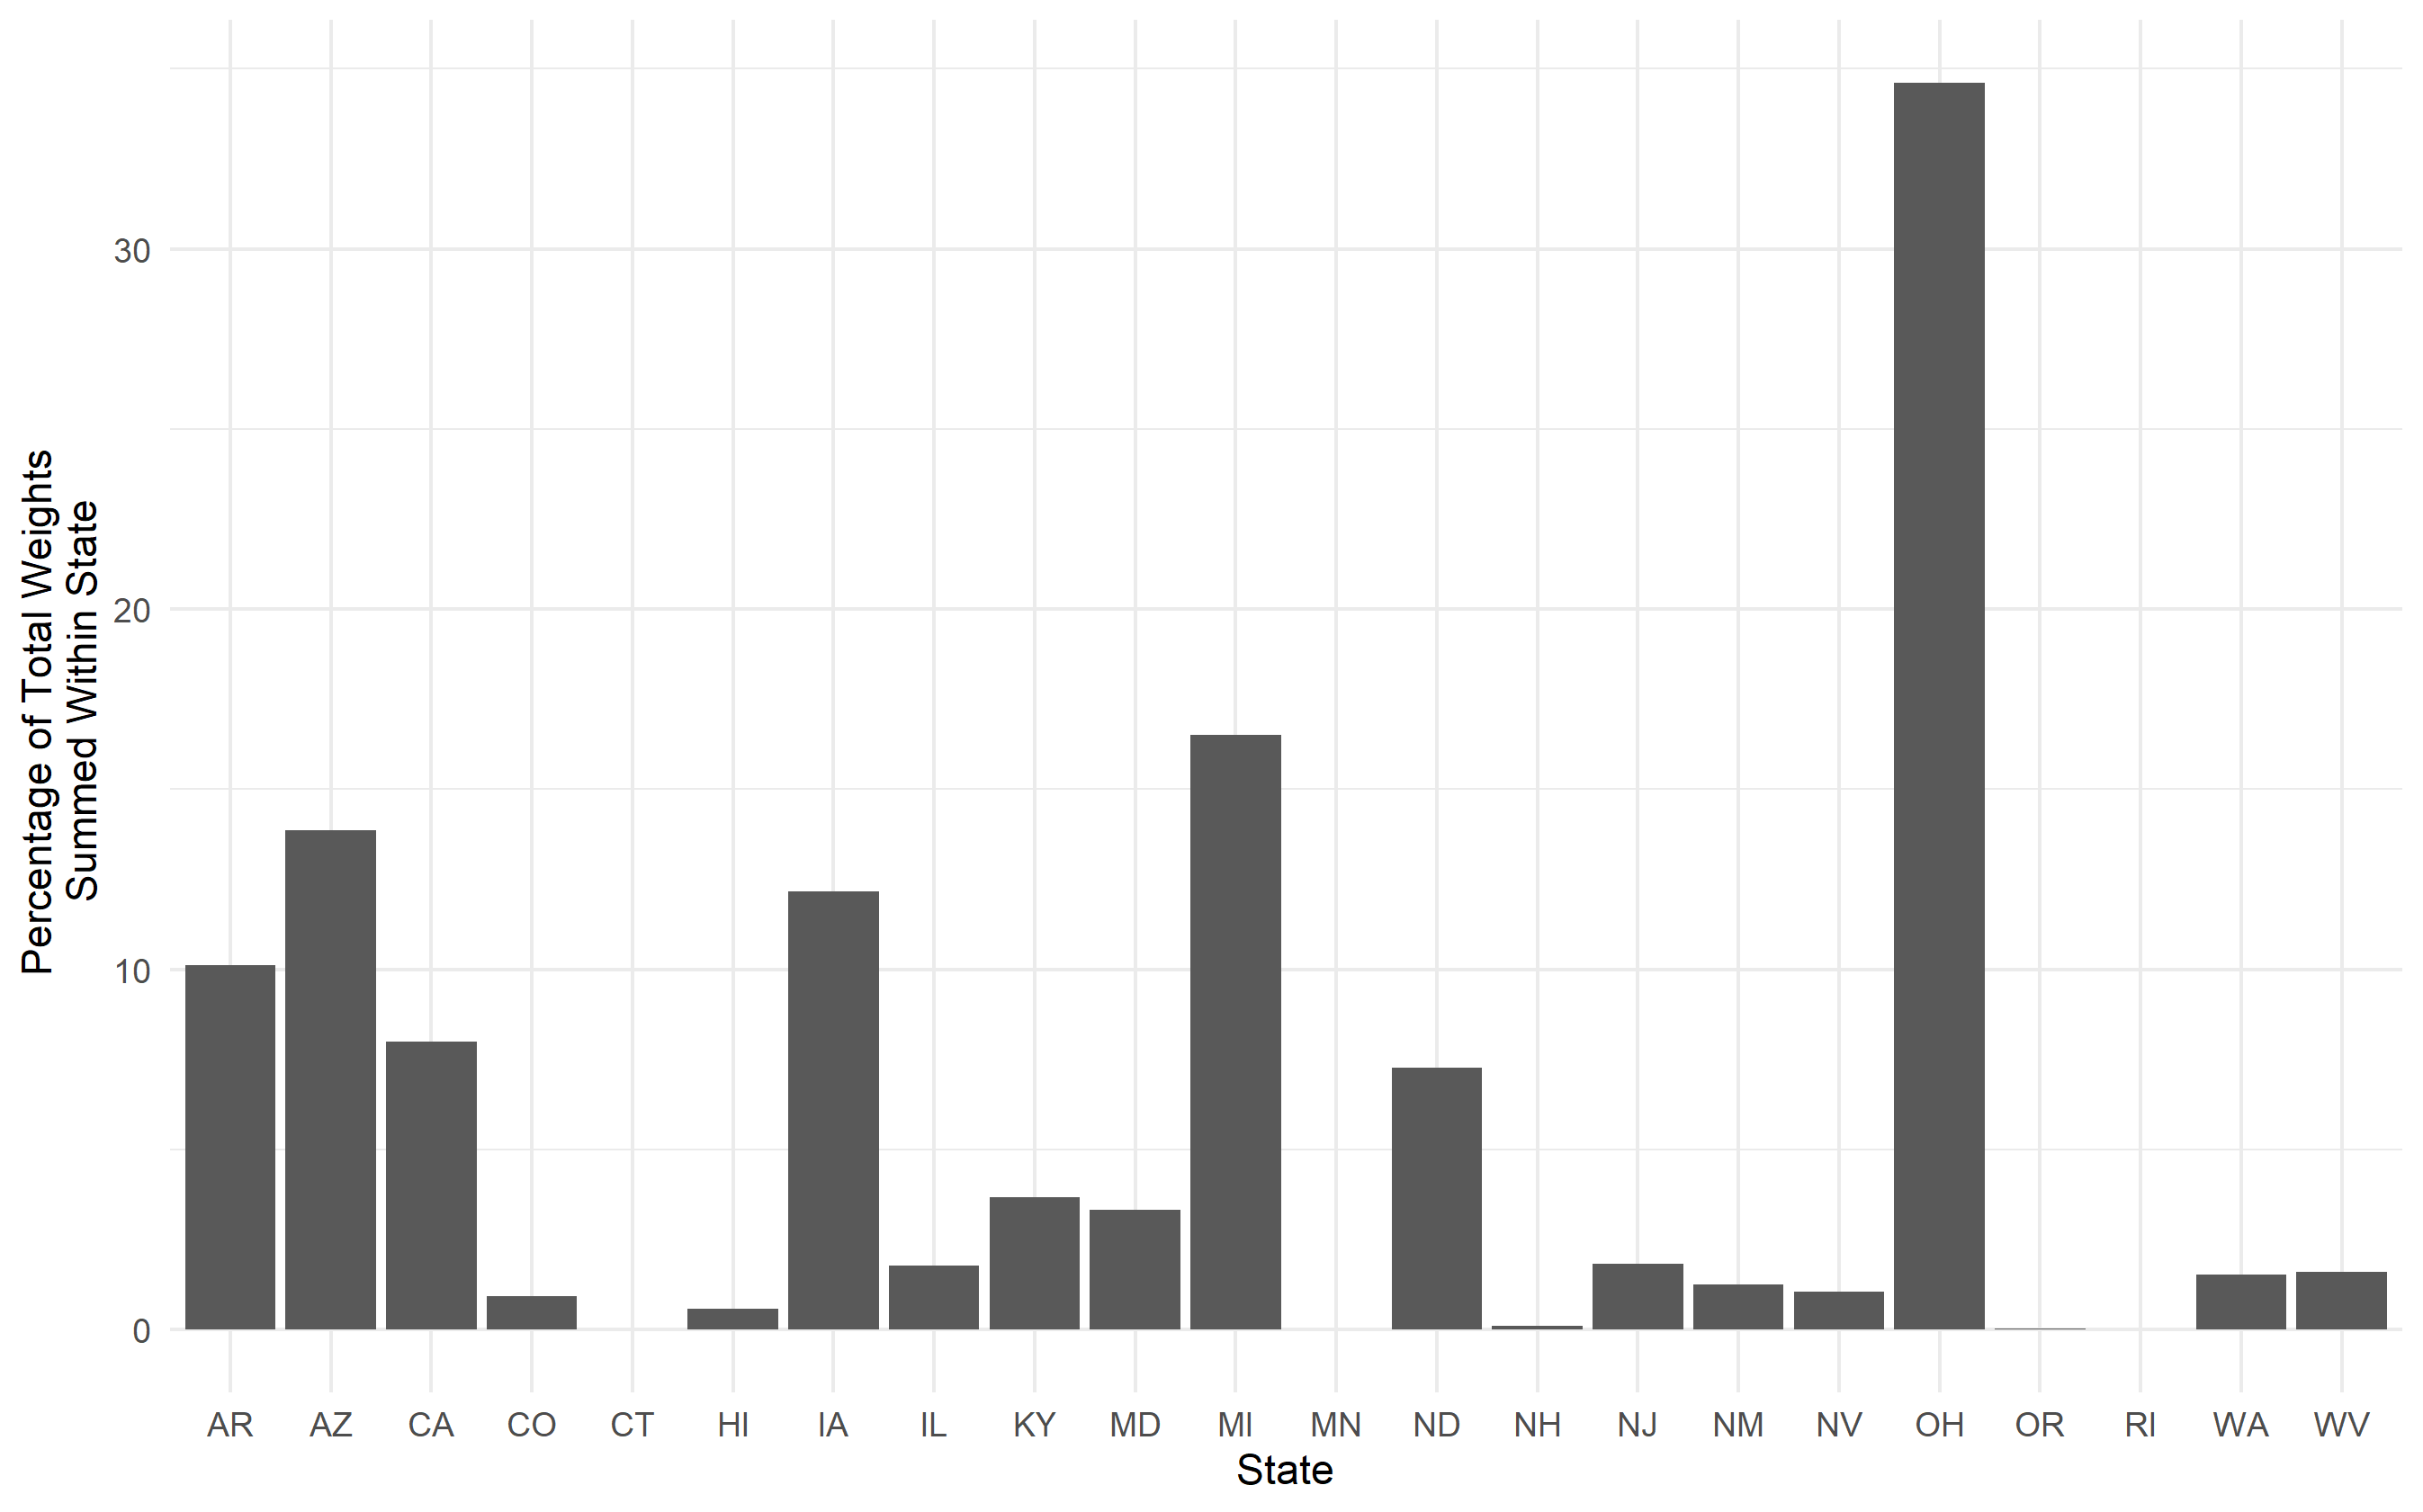 Percentage of Total Weights
Summed Within State
30
20
10
0
AR AZ CA CO CT HI IA IL KY MD MI MN ND NH NJ NM NV OH OR RI WA WV
State